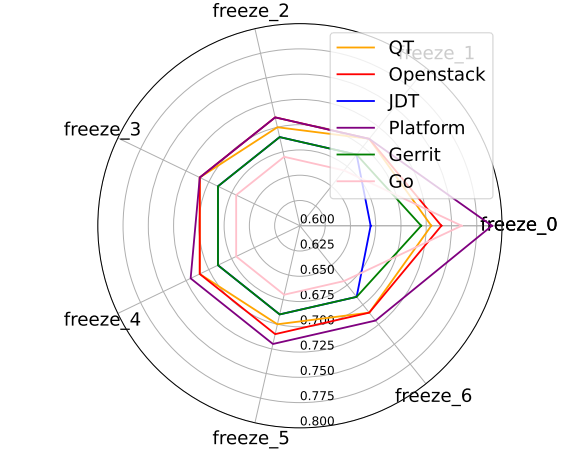 freeze_2
QT
freeze_1
Openstack
JDT
Platform
Gerrit
Go
freeze_3
freeze_0
0.600
0.625
0.650
0.675
0.700
0.725
0.750
0.775
0.800
freeze_4
freeze_6
freeze_5